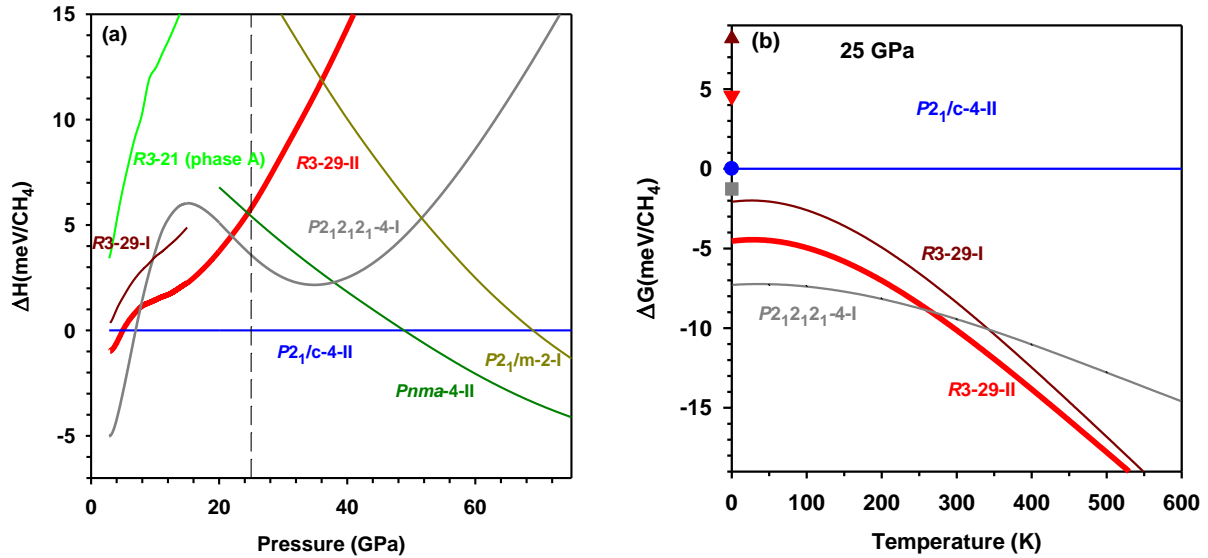 (a)
15
10
5
0
-5
ΔH(meV/CH₄)
R3-21 (phase A)
R3-29-II
R3-29-I
P2₁2₁2₁-4-I
P2₁/c-4-II
P2₁/m-2-I
Pnma-4-II
0 20 40 60
Pressure (GPa)
(b)
25 GPa
5
0
-5
-10
-15
ΔG(meV/CH₄)
P2₁/c-4-II
R3-29-I
P2₁2₁2₁-4-I
R3-29-II
0 100 200 300 400 500 600
Temperature (K)